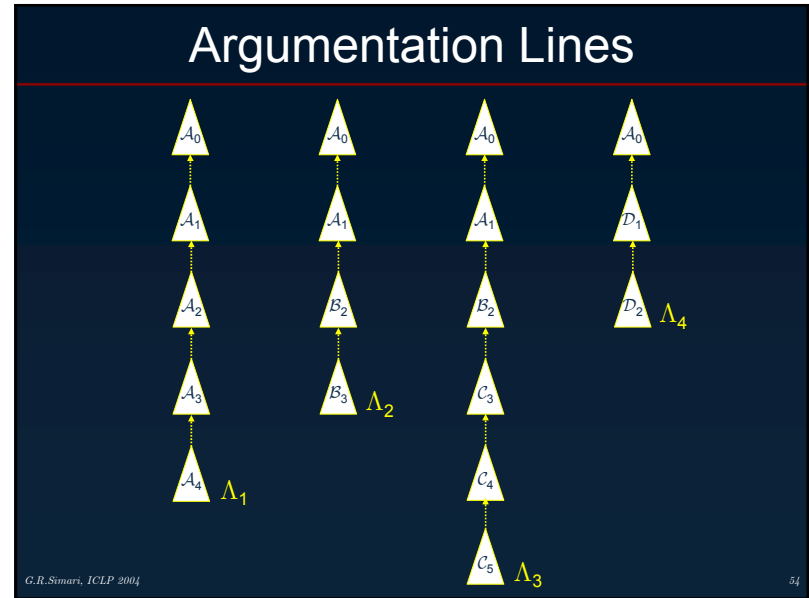 Argumentation Lines
𝒜₀ 𝒜₀ 𝒜₀ 𝒜₀
𝒜₁ 𝒜₁ 𝒜₁ 𝒟₁
𝒜₂ ℬ₂ ℬ₂ 𝒟₂ Λ₄
𝒜₃ ℬ₃ Λ₂ 𝒞₃
𝒜₄ Λ₁ 𝒞₄
𝒞₅ Λ₃
G.R.Simari, ICLP 2004 54